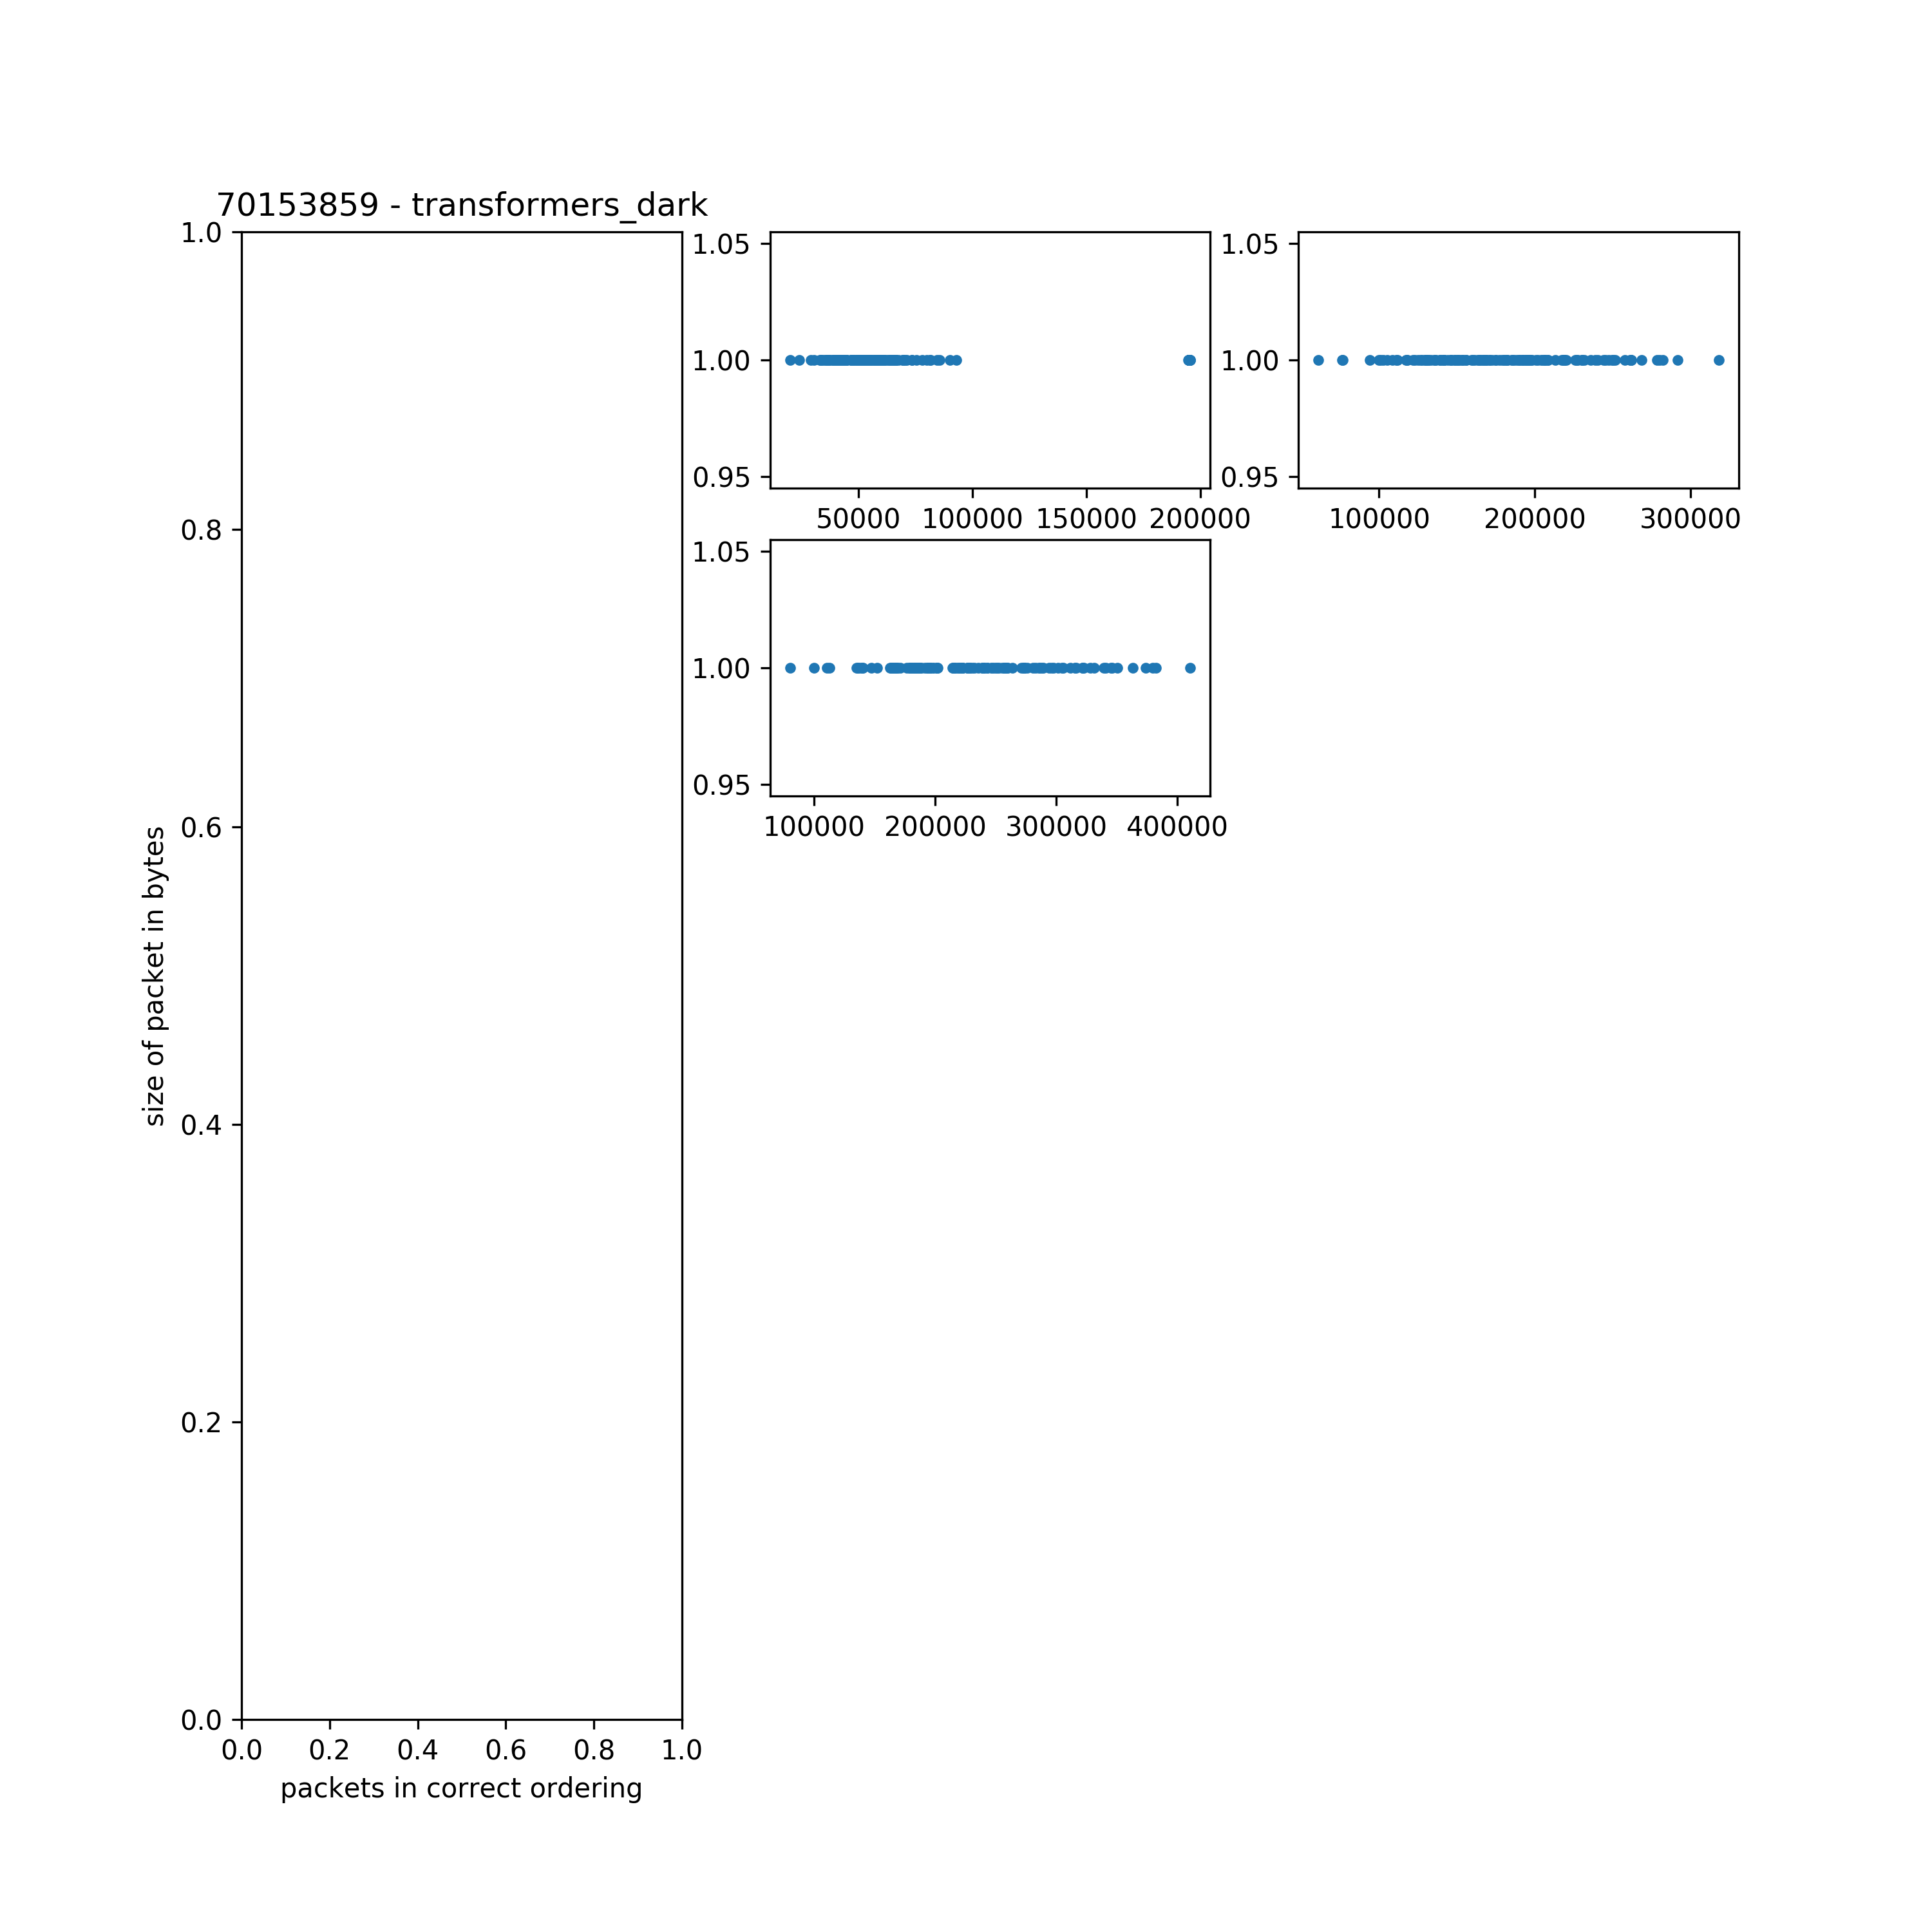 70153859 - transformers_dark
1.0
0.8
0.6
0.4
0.2
0.0
size of packet in bytes
0.0 0.2 0.4 0.6 0.8 1.0
packets in correct ordering
1.05
1.00
0.95
50000 100000 150000 200000
1.05
1.00
0.95
100000 200000 300000
1.05
1.00
0.95
100000 200000 300000 400000